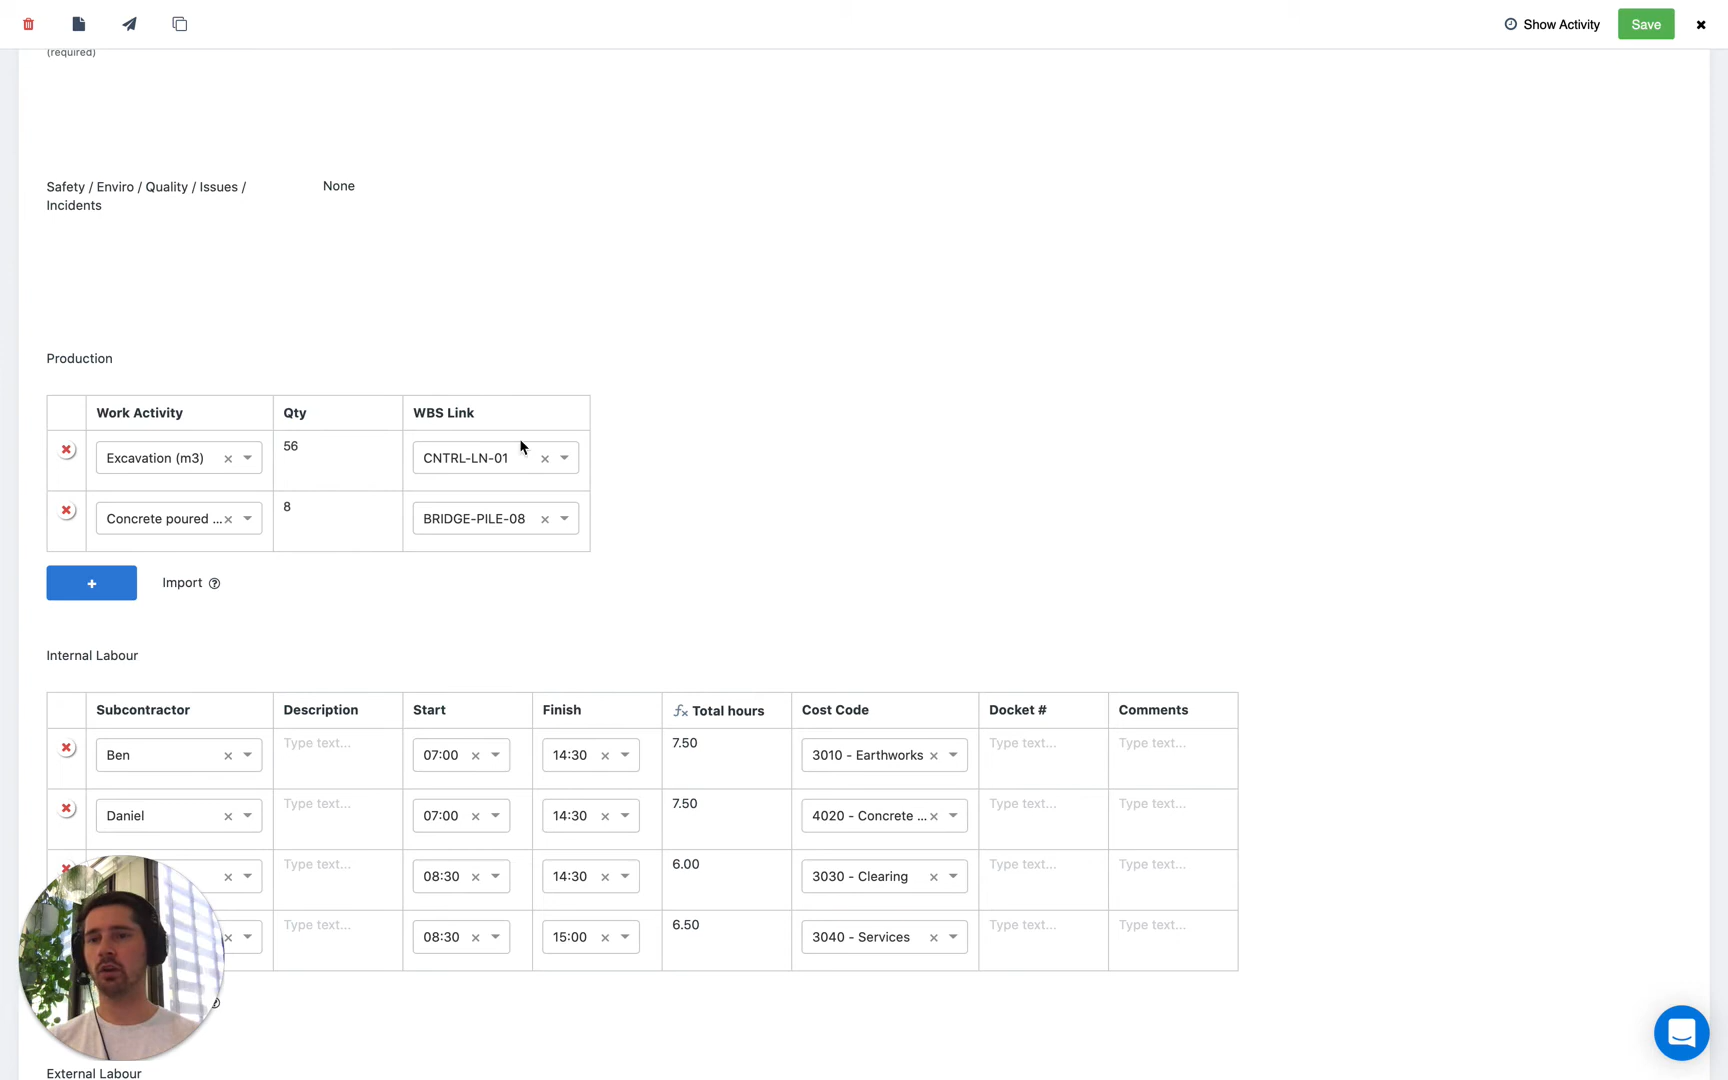 Show Activity
Save
(required)
Safety / Enviro / Quality / Issues /
Incidents
None
Production
Work Activity Qty WBS Link
Excavation (m3) 56 CNTRL-LN-01
Concrete poured ... 8 BRIDGE-PILE-08
+ Import
Internal Labour
Subcontractor Description Start Finish fx Total hours Cost Code Docket # Comments
Ben Type text... 07:00 14:30 7.50 3010 - Earthworks Type text... Type text...
Daniel Type text... 07:00 14:30 7.50 4020 - Concrete ... Type text... Type text...
Type text... 08:30 14:30 6.00 3030 - Clearing Type text... Type text...
Type text... 08:30 15:00 6.50 3040 - Services Type text... Type text...
External Labour